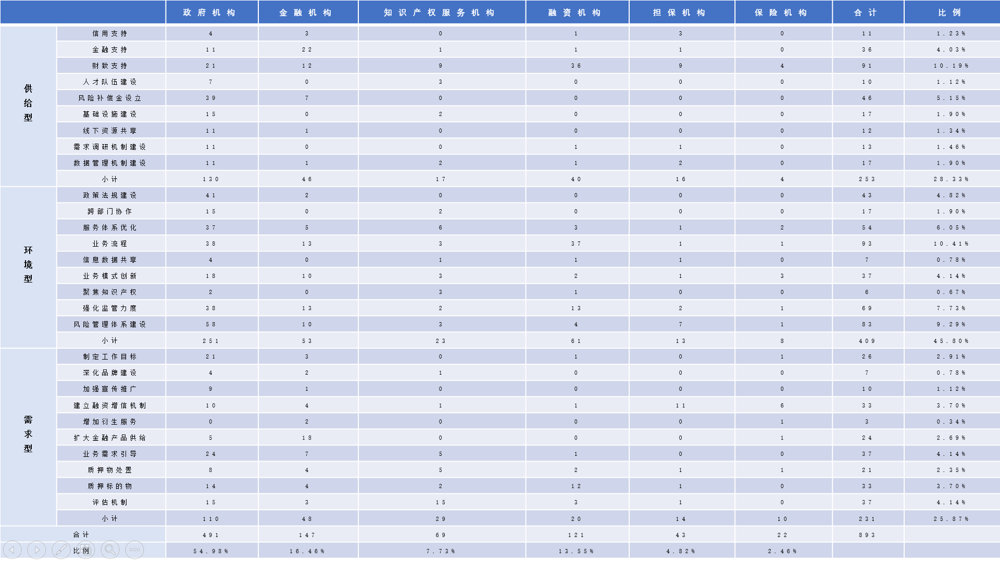 政府机构 金融机构 知识产权服务机构 融资机构 担保机构 保险机构 合计 比例
供给型
信用支持 4 3 0 1 3 0 11 1.23%
金融支持 11 22 1 1 1 0 36 4.03%
财致支持 21 12 9 36 9 4 91 10.19%
人才队伍建设 7 0 3 0 0 0 10 1.12%
风险补偿金设立 39 7 0 0 0 0 46 5.15%
基础设施建设 15 0 2 0 0 0 17 1.90%
线下资源共享 11 1 0 0 0 0 12 1.34%
需求调研机制建设 11 0 0 1 1 0 13 1.46%
数据管理机制建设 11 1 2 1 2 0 17 1.90%
小计 130 46 17 40 16 4 253 28.33%
环境型
政策法规建设 41 2 0 0 0 0 43 4.82%
跨部门协作 15 0 2 0 0 0 17 1.90%
服务体系优化 37 5 6 3 1 2 54 6.05%
业务流程 38 13 3 37 1 1 93 10.41%
信息数据共享 4 0 1 1 1 0 7 0.78%
业务模式创新 18 10 3 2 1 3 37 4.14%
聚焦知识产权 2 0 3 1 0 0 6 0.67%
强化监管力度 38 13 2 13 2 1 69 7.73%
风险管理体系建设 58 10 3 4 7 1 83 9.29%
小计 251 53 23 61 13 8 409 45.80%
需求型
制定工作目标 21 3 0 1 0 1 26 2.91%
深化品牌建设 4 2 1 0 0 0 7 0.78%
加强宣传推广 9 1 0 0 0 0 10 1.12%
建立融资增信机制 10 4 1 1 11 6 33 3.70%
增加衍生服务 0 2 0 0 0 1 3 0.34%
扩大金融产品供给 5 18 0 0 0 1 24 2.69%
业务需求引导 24 7 5 1 0 0 37 4.14%
质押物处置 8 4 5 2 1 1 21 2.35%
质押标的物 14 4 2 12 1 0 33 3.70%
评估机制 15 3 15 3 1 0 37 4.14%
小计 110 48 29 20 14 10 231 25.87%
合计 491 147 69 121 43 22 893
比例 54.98% 16.46% 7.73% 13.55% 4.82% 2.46%